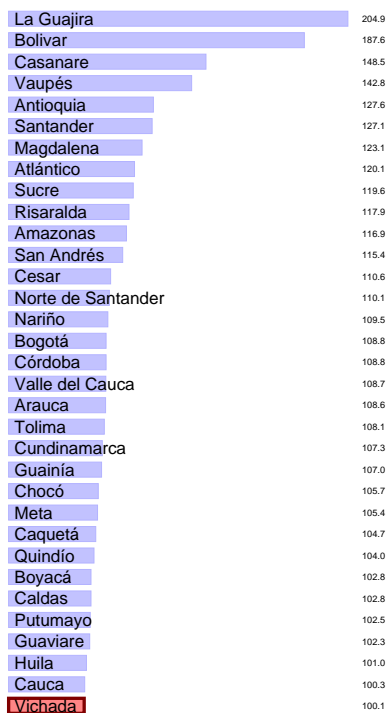 La Guajira 204.9
Bolivar 187.6
Casanare 148.5
Vaupés 142.8
Antioquia 127.6
Santander 127.1
Magdalena 123.1
Atlántico 120.1
Sucre 119.6
Risaralda 117.9
Amazonas 116.9
San Andrés 115.4
Cesar 110.6
Norte de Santander 110.1
Nariño 109.5
Bogotá 108.8
Córdoba 108.8
Valle del Cauca 108.7
Arauca 108.6
Tolima 108.1
Cundinamarca 107.3
Guainía 107.0
Chocó 105.7
Meta 105.4
Caquetá 104.7
Quindío 104.0
Boyacá 102.8
Caldas 102.8
Putumayo 102.5
Guaviare 102.3
Huila 101.0
Cauca 100.3
Vichada 100.1